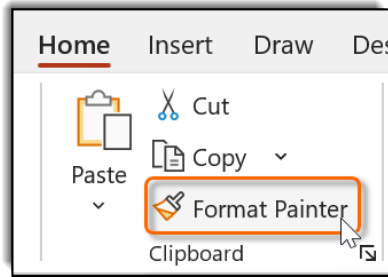 Home Insert Draw Des
Cut
Copy
Paste
Format Painter
Clipboard